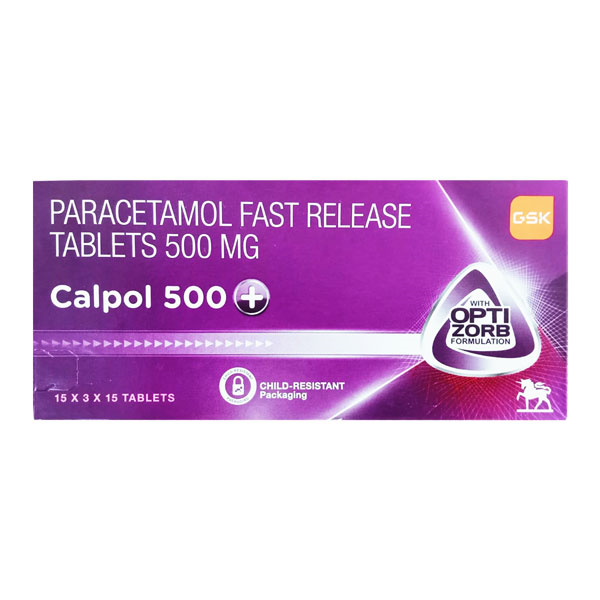 PARACETAMOL FAST RELEASE
TABLETS 500 MG
GSK
Calpol 500 +
WITH
OPTI
ZORB
FORMULATION
CHILD-RESISTANT
Packaging
15 X 3 X 15 TABLETS